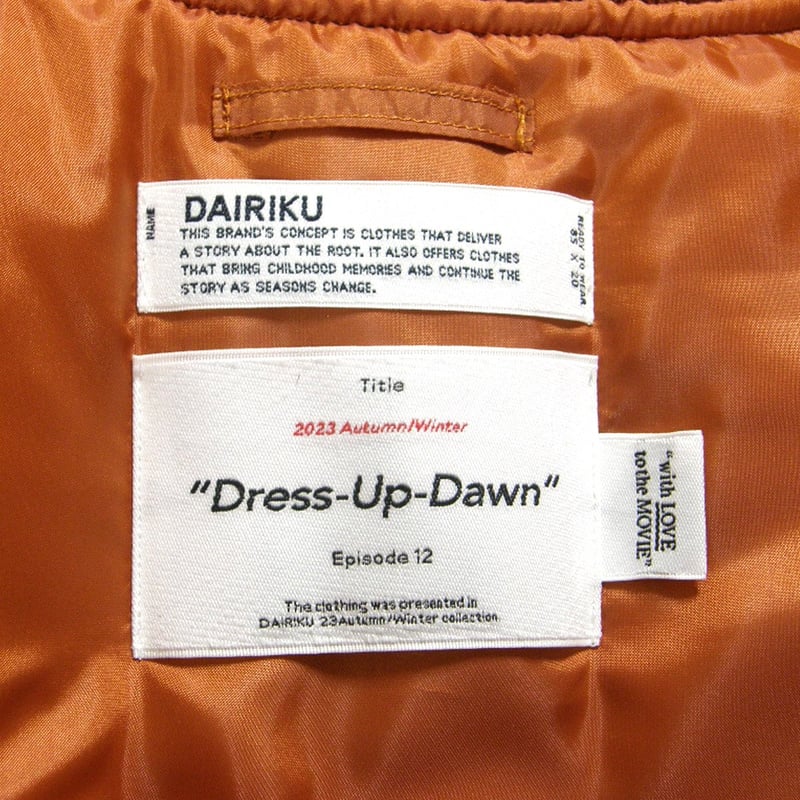 NAME
DAIRIKU
THIS BRAND'S CONCEPT IS CLOTHES THAT DELIVER
A STORY ABOUT THE ROOT. IT ALSO OFFERS CLOTHES
THAT BRING CHILDHOOD MEMORIES AND CONTINUE THE
STORY AS SEASONS CHANGE.
READY TO WEAR
85 X 20
Title
2023 Autumn/Winter
"Dress-Up-Dawn"
Episode 12
The clothing was presented in
DAIRIKU 23Autumn/Winter collection
"with LOVE
to the MOVIE"